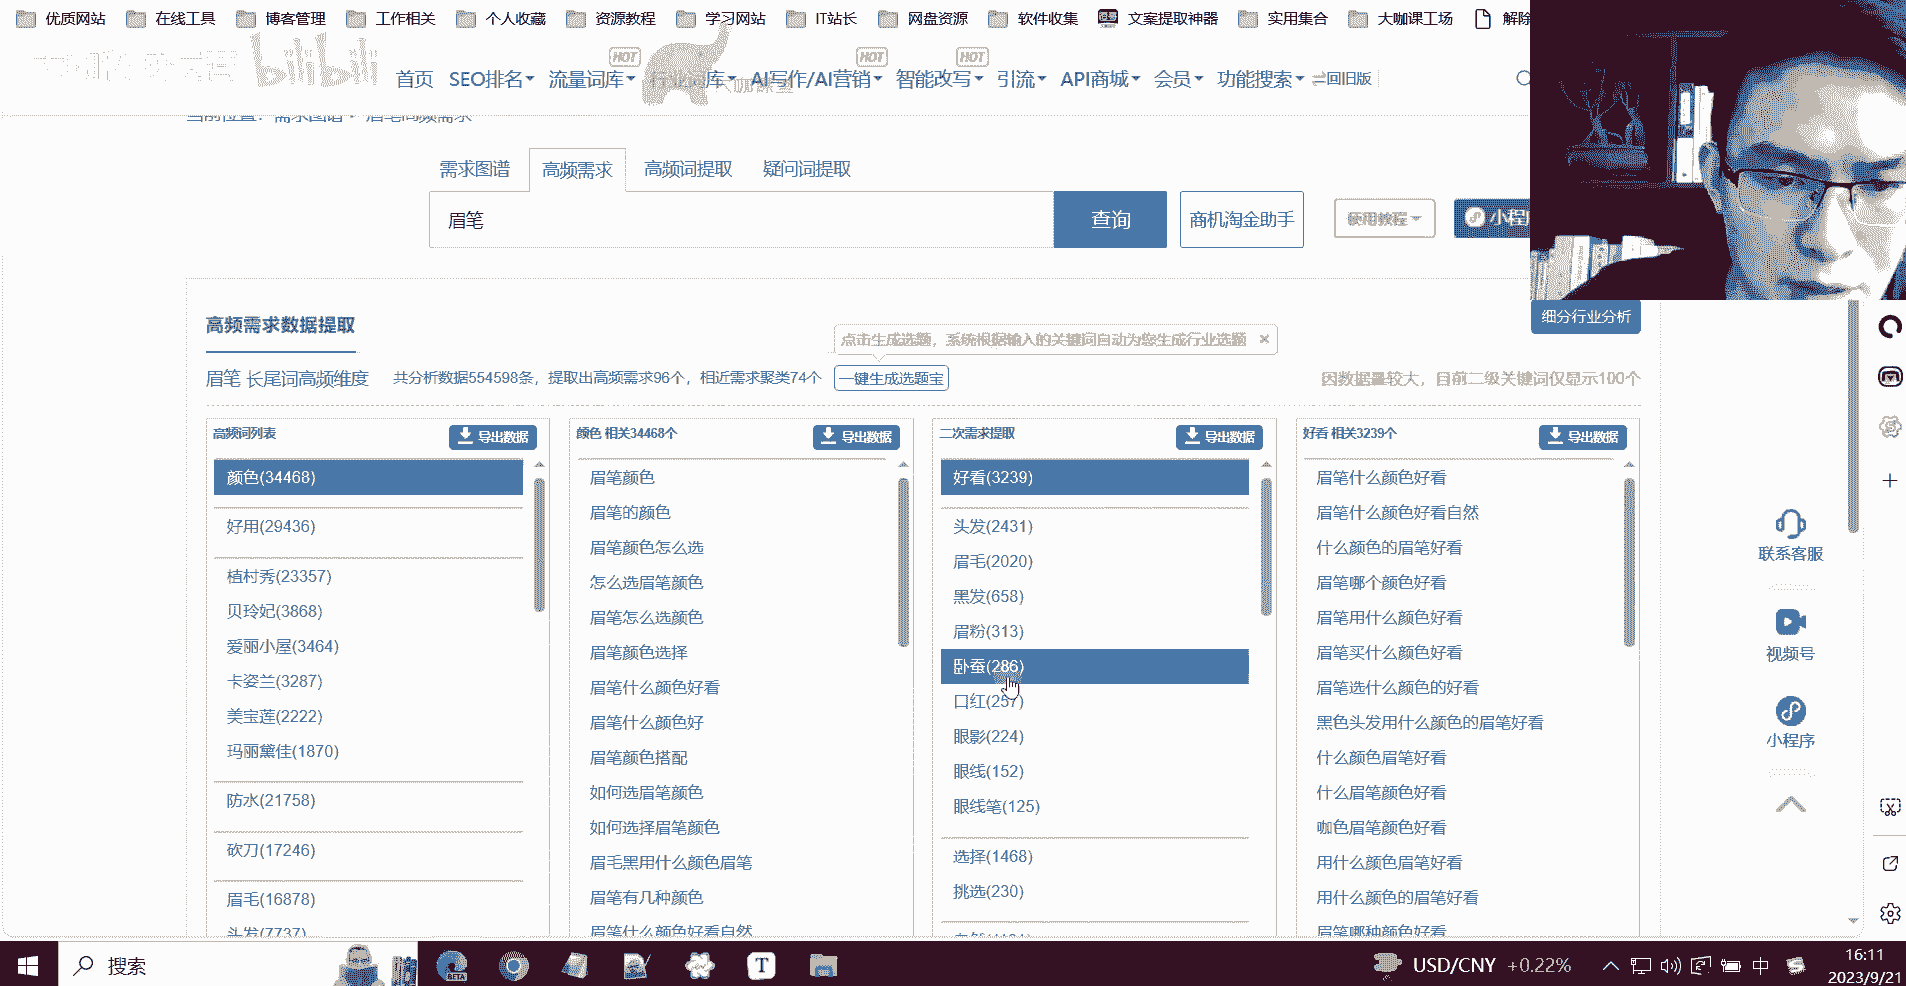 优质网站 在线工具 博客管理 工作相关 个人收藏 资源教程 学习网站 IT站长 网盘资源 软件收集 文案提取神器 实用集合 大咖课工场 解除
bilibili
HOT HOT HOT
首页 SEO排名 流量词库 行业词库 AI写作/AI营销 智能改写 引流 API商城 会员 功能搜索 回旧版
当前位置：需求图谱 > 眉笔高频需求
需求图谱 高频需求 高频词提取 疑问词提取
眉笔 查询 商机淘金助手 使用教程 小程
细分行业分析
高频需求数据提取
点击生成选题，系统根据输入的关键词自动为您生成行业选题 ×
眉笔 长尾词高频维度 共分析数据554598条，提取出高频需求96个，相近需求聚类74个 一键生成选题宝 因数据量较大，目前二级关键词仅显示100个
高频词列表 导出数据
颜色(34468)
好用(29436)
植村秀(23357)
贝玲妃(3868)
爱丽小屋(3464)
卡姿兰(3287)
美宝莲(2222)
玛丽黛佳(1870)
防水(21758)
砍刀(17246)
眉毛(16878)
头发(7737)
颜色 相关34468个 导出数据
眉笔颜色
眉笔的颜色
眉笔颜色怎么选
怎么选眉笔颜色
眉笔怎么选颜色
眉笔颜色选择
眉笔什么颜色好看
眉笔什么颜色好
眉笔颜色搭配
如何选眉笔颜色
如何选择眉笔颜色
眉毛黑用什么颜色眉笔
眉笔有几种颜色
眉笔什么颜色好看自然
二次需求提取 导出数据
好看(3239)
头发(2431)
眉毛(2020)
黑发(658)
眉粉(313)
卧蚕(286)
口红(257)
眼影(224)
眼线(152)
眼线笔(125)
选择(1468)
挑选(230)
好看 相关3239个 导出数据
眉笔什么颜色好看
眉笔什么颜色好看自然
什么颜色的眉笔好看
眉笔哪个颜色好看
眉笔用什么颜色好看
眉笔买什么颜色好看
眉笔选什么颜色的好看
黑色头发用什么颜色的眉笔好看
什么颜色眉笔好看
什么眉笔颜色好看
咖色眉笔颜色好看
用什么颜色眉笔好看
用什么颜色的眉笔好看
眉笔哪种颜色好看
联系客服
视频号
小程序
搜索 BETA T USD/CNY +0.22% 中 16:11
2023/9/21